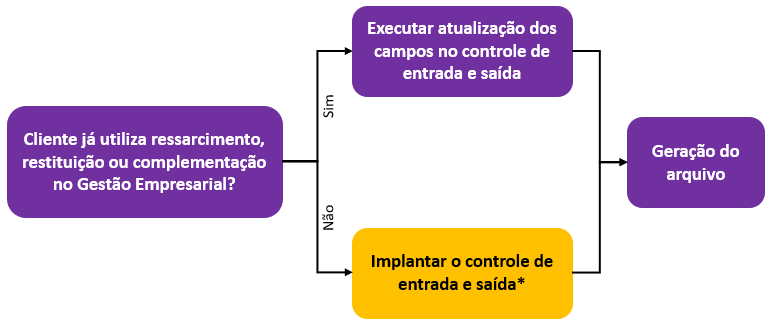 Executar atualização dos
campos no controle de
entrada e saída
Sim
Cliente já utiliza ressarcimento,
restituição ou complementação
no Gestão Empresarial?
Geração do
arquivo
Não
Implantar o controle de
entrada e saída*